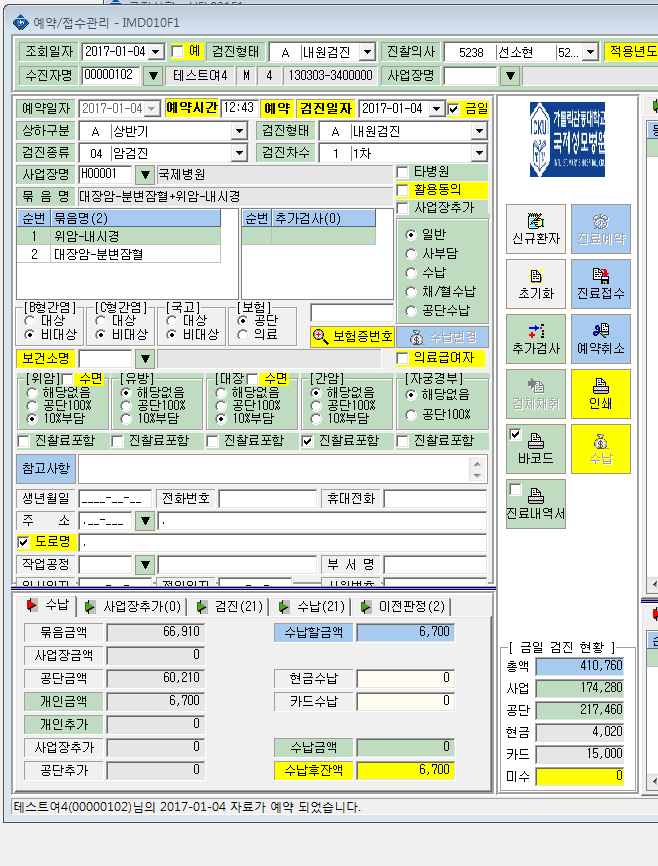 예약/접수관리 - IMD010F1
조회일자 2017-01-04 예 검진형태 A 내원검진 진찰의사 5238 선소현 52... 적용년도
수진자명 00000102 테스트여4 M 4 130303-3400000 사업장명
예약일자 2017-01-04 예약시간 12:43 예약 검진일자 2017-01-04 금일
상하구분 A 상반기 검진형태 A 내원검진
검진종류 04 암검진 검진차수 1 1차
사업장명 H00001 국제병원 타병원
묶 음 명 대장암-분변잠혈+위암-내시경 활용동의
사업장추가
순번 묶음명(2) 순번 추가검사(0)
1 위암-내시경
2 대장암-분변잠혈
일반
사부담
수납
채/혈수납
공단수납
[B형간염] [C형간염] [국고] [보험]
대상 대상 대상 공단
비대상 비대상 비대상 의료
보험증번호 수납변경
보건소명 의료급여자
[위암] 수면 [유방] [대장] 수면 [간암] [자궁경부]
해당없음 해당없음 해당없음 해당없음 해당없음
공단100% 공단100% 공단100% 공단100% 공단100%
10%부담 10%부담 10%부담 10%부담
진찰료포함 진찰료포함 진찰료포함 진찰료포함 진찰료포함
참고사항
생년월일 ____-__-__ 전화번호 휴대전화
주 소 .__-___ .
도로명 .
작업공정 부 서 명
가톨릭관동대학교
국제성모병원
CKU
INT'L ST. MARY'S HOSPITAL, CKU
신규환자 진료예약
초기화 진료접수
추가검사 예약취소
검체채취 인쇄
바코드 수납
진료내역서
수납 사업장추가(0) 검진(21) 수납(21) 이전판정(2)
묶음금액 66,910 수납할금액 6,700
사업장금액 0
공단금액 60,210 현금수납 0
개인금액 6,700 카드수납 0
개인추가 0
사업장추가 0 수납금액 0
공단추가 0 수납후잔액 6,700
[ 금일 검진 현황 ]
총액 410,760
사업 174,280
공단 217,460
현금 4,020
카드 15,000
미수 0
테스트여4(00000102)님의 2017-01-04 자료가 예약 되었습니다.